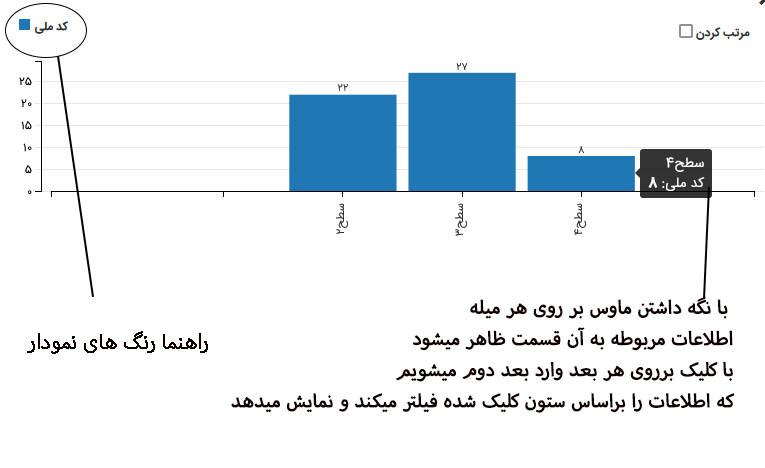 کد ملی
مرتب کردن
۲۵
۲۰
۱۵
۱۰
۵
۰
۲۲
۲۷
۸
سطح۴
کد ملی: ۸
سطح۲
سطح۳
سطح۴
با نگه داشتن ماوس بر روی هر میله
اطلاعات مربوطه به آن قسمت ظاهر میشود
با کلیک برروی هر بعد وارد بعد دوم میشویم
که اطلاعات را براساس ستون کلیک شده فیلتر میکند و نمایش میدهد
راهنما رنگ های نمودار